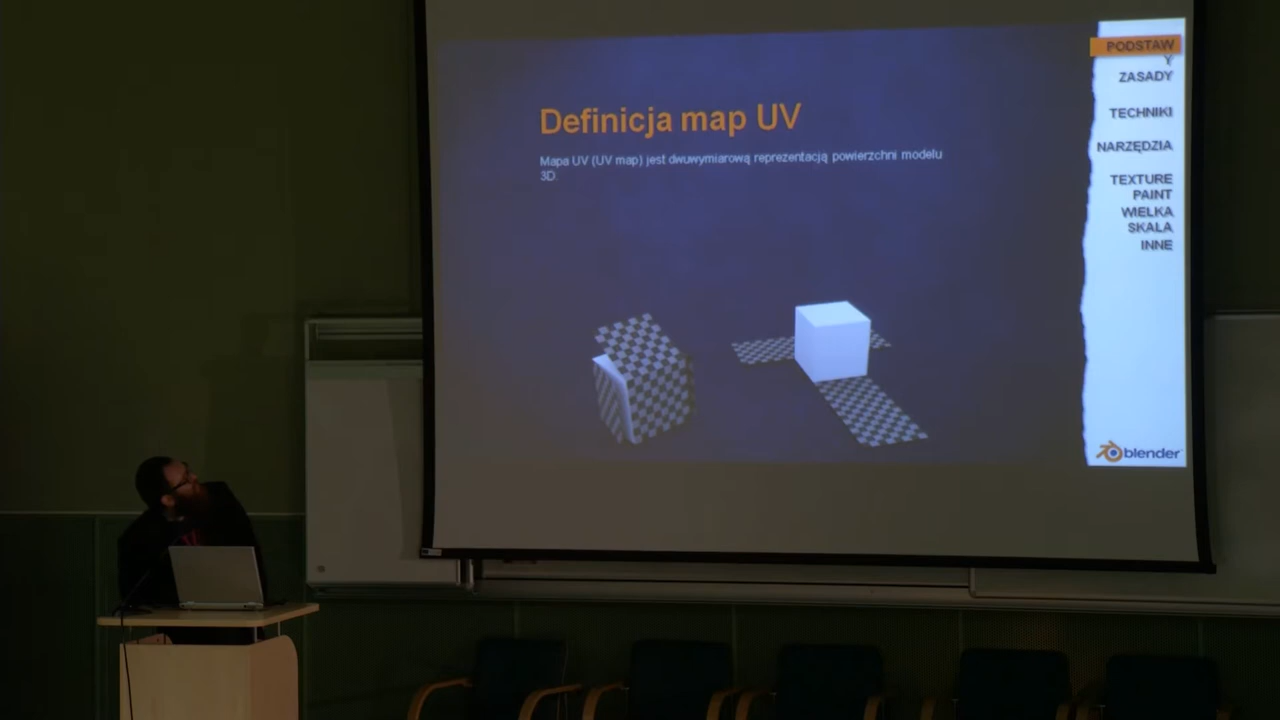 Definicja map UV
Mapa UV (UV map) jest dwuwymiarową reprezentacją powierzchni modelu
3D.
PODSTAW
Y
ZASADY
TECHNIKI
NARZĘDZIA
TEXTURE
PAINT
WIELKA
SKALA
INNE
blender